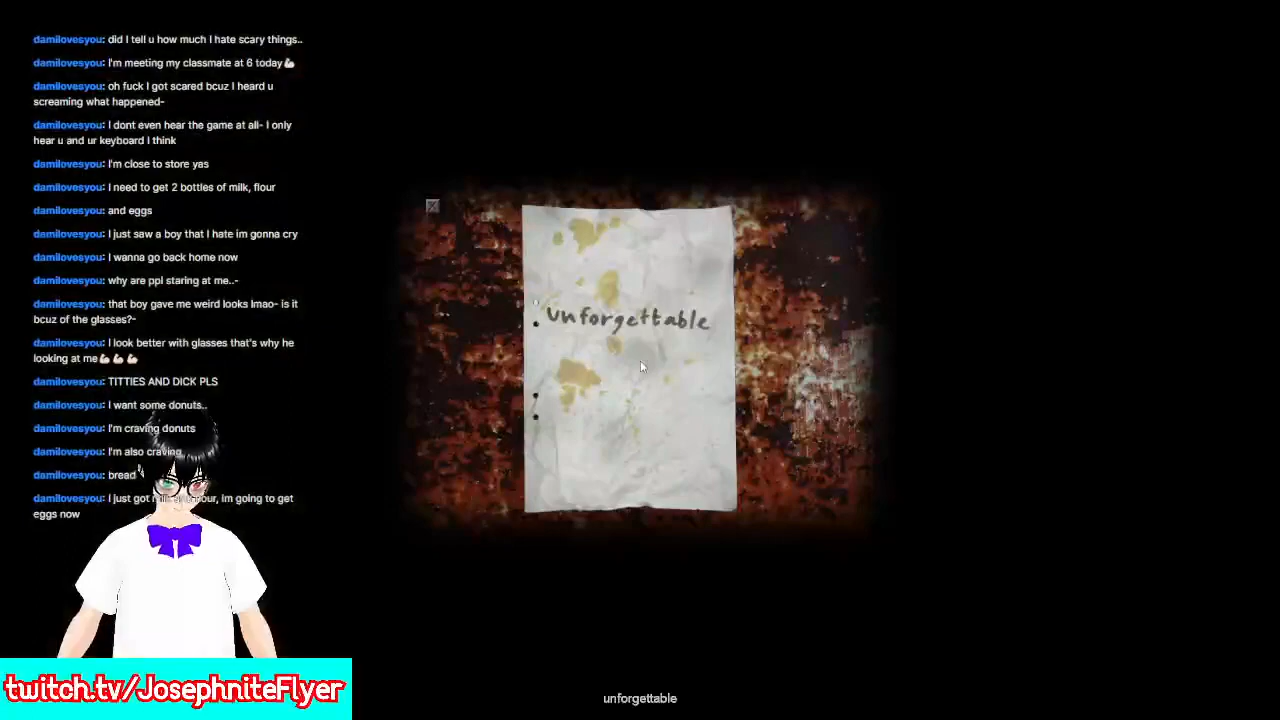 damilovesyou: did I tell u how much I hate scary things..
damilovesyou: I'm meeting my classmate at 6 today💪🏻
damilovesyou: oh fuck I got scared bcuz I heard u
screaming what happened-
damilovesyou: I dont even hear the game at all- I only
hear u and ur keyboard I think
damilovesyou: I'm close to store yas
damilovesyou: I need to get 2 bottles of milk, flour
damilovesyou: and eggs
damilovesyou: I just saw a boy that I hate im gonna cry
damilovesyou: I wanna go back home now
damilovesyou: why are ppl staring at me..-
damilovesyou: that boy gave me weird looks lmao- is it
bcuz of the glasses?-
damilovesyou: I look better with glasses that's why he
looking at me💪🏻💪🏻💪🏻
damilovesyou: TITTIES AND DICK PLS
damilovesyou: I want some donuts..
damilovesyou: I'm craving donuts
damilovesyou: I'm also craving
damilovesyou: bread
damilovesyou: I just got im going to get
eggs now
unforgettable
twitch.tv/JosephniteFlyer
unforgettable